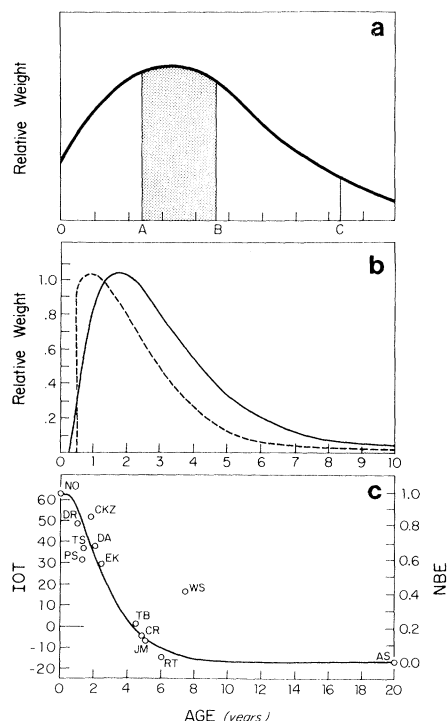 a
Relative Weight
O A B C
b
Relative Weight
1.0
.8
.6
.4
.2
0 1 2 3 4 5 6 7 8 9 10
c
IOT
60
50
40
30
20
10
0
-10
-20
NO
CKZ
DR
TS
DA
PS
EK
WS
TB
CR
JM
RT
AS
NBE
1.0
0.8
0.6
0.4
0.2
0.0
0 2 4 6 8 10 12 14 16 18 20
AGE (years)